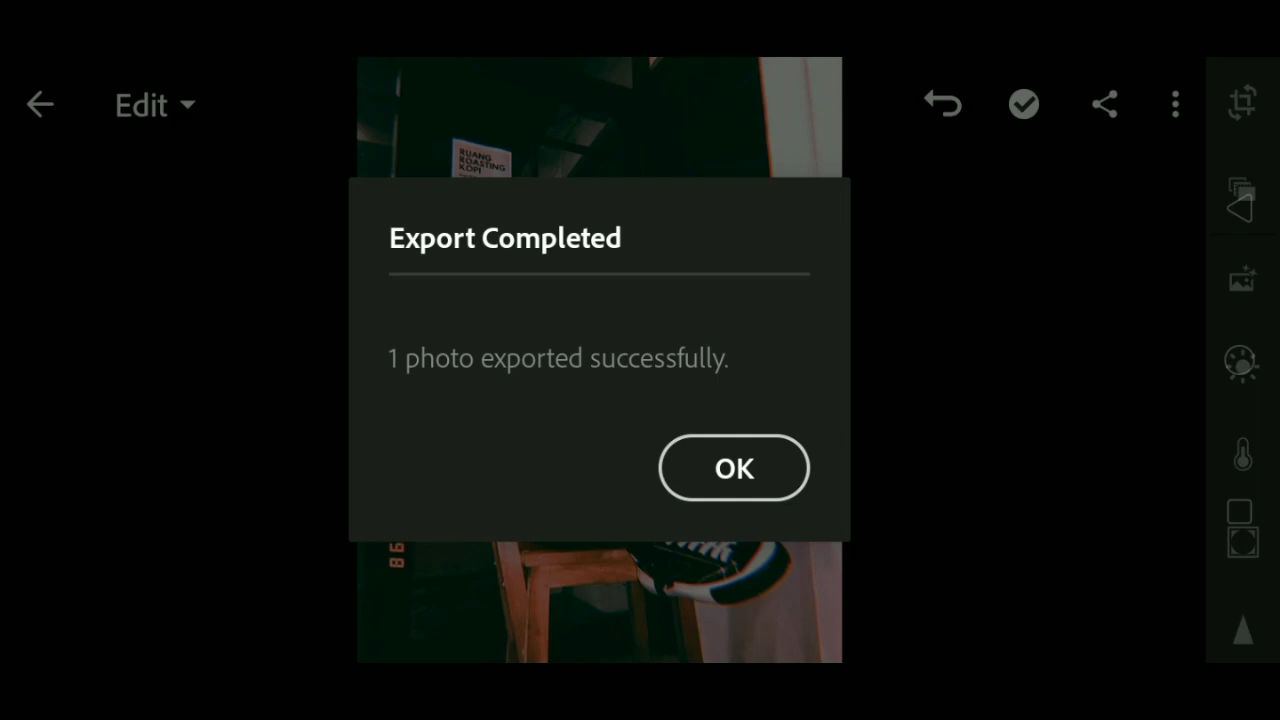 Edit
RUANG
ROASTING
KOPI
Export Completed
1 photo exported successfully.
OK